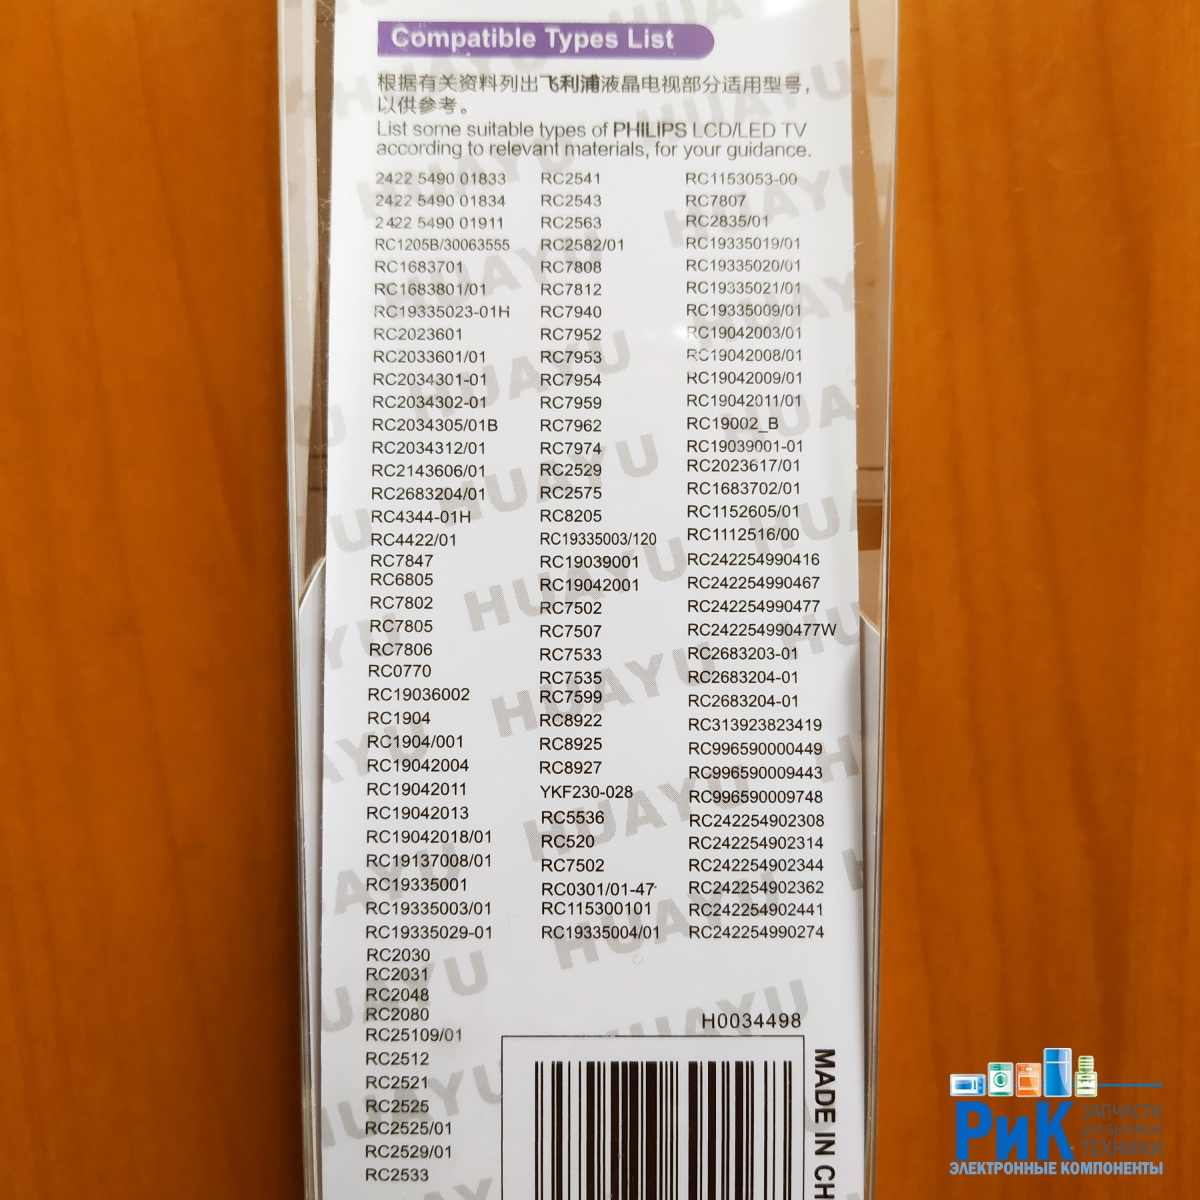 Compatible Types List
根据有关资料列出飞利浦液晶电视部分适用型号，
以供参考。
List some suitable types of PHILIPS LCD/LED TV
according to relevant materials, for your guidance.
2422 5490 01833
2422 5490 01834
2422 5490 01911
RC1205B/30063555
RC1683701
RC1683801/01
RC19335023-01H
RC2023601
RC2033601/01
RC2034301-01
RC2034302-01
RC2034305/01B
RC2034312/01
RC2143606/01
RC2683204/01
RC4344-01H
RC4422/01
RC7847
RC6805
RC7802
RC7805
RC7806
RC0770
RC19036002
RC1904
RC1904/001
RC19042004
RC19042011
RC19042013
RC19042018/01
RC19137008/01
RC19335001
RC19335003/01
RC19335029-01
RC2030
RC2031
RC2048
RC2080
RC25109/01
RC2512
RC2521
RC2525
RC2525/01
RC2529/01
RC2533
RC2541
RC2543
RC2563
RC2582/01
RC7808
RC7812
RC7940
RC7952
RC7953
RC7954
RC7959
RC7962
RC7974
RC2529
RC2575
RC8205
RC19335003/120
RC19039001
RC19042001
RC7502
RC7507
RC7533
RC7535
RC7599
RC8922
RC8925
RC8927
YKF230-028
RC5536
RC520
RC7502
RC0301/01-47
RC115300101
RC19335004/01
RC1153053-00
RC7807
RC2835/01
RC19335019/01
RC19335020/01
RC19335021/01
RC19335009/01
RC19042003/01
RC19042008/01
RC19042009/01
RC19042011/01
RC19002_B
RC19039001-01
RC2023617/01
RC1683702/01
RC1152605/01
RC1112516/00
RC242254990416
RC242254990467
RC242254990477
RC242254990477W
RC2683203-01
RC2683204-01
RC2683204-01
RC313923823419
RC996590000449
RC996590009443
RC996590009748
RC242254902308
RC242254902314
RC242254902344
RC242254902362
RC242254902441
RC242254990274
H0034498
MADE IN CH
HUAYU
РиК
ЗАПЧАСТИ
ДЛЯ БЫТОВОЙ
ТЕХНИКИ
ЭЛЕКТРОННЫЕ КОМПОНЕНТЫ